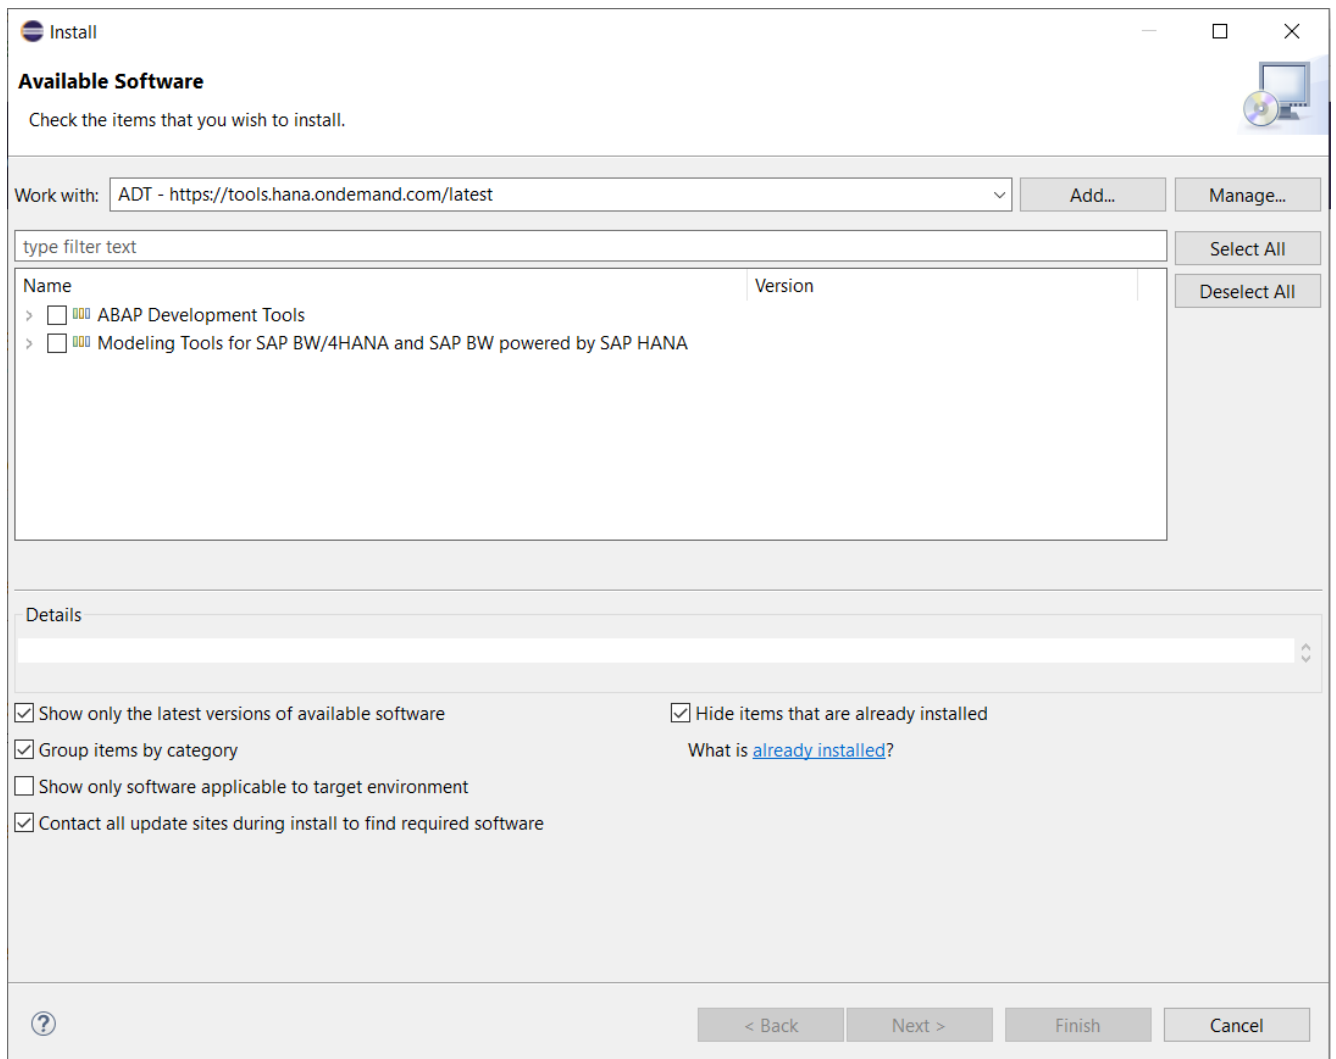 Install
Available Software
Check the items that you wish to install.
Work with: ADT - https://tools.hana.ondemand.com/latest Add... Manage...
type filter text Select All
Name Version Deselect All
ABAP Development Tools
Modeling Tools for SAP BW/4HANA and SAP BW powered by SAP HANA
Details
Show only the latest versions of available software Hide items that are already installed
Group items by category What is already installed?
Show only software applicable to target environment
Contact all update sites during install to find required software
? < Back Next > Finish Cancel